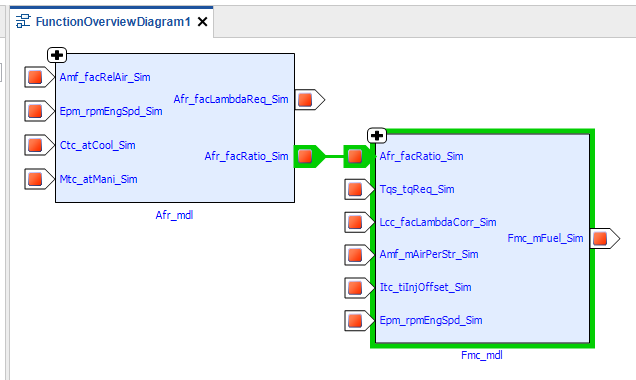 FunctionOverviewDiagram1
Amf_facRelAir_Sim
Afr_facLambdaReq_Sim
Epm_rpmEngSpd_Sim
Ctc_atCool_Sim
Afr_facRatio_Sim
Mtc_atMani_Sim
Afr_mdl
Afr_facRatio_Sim
Tqs_tqReq_Sim
Lcc_facLambdaCorr_Sim
Fmc_mFuel_Sim
Amf_mAirPerStr_Sim
Itc_tiInjOffset_Sim
Epm_rpmEngSpd_Sim
Fmc_mdl